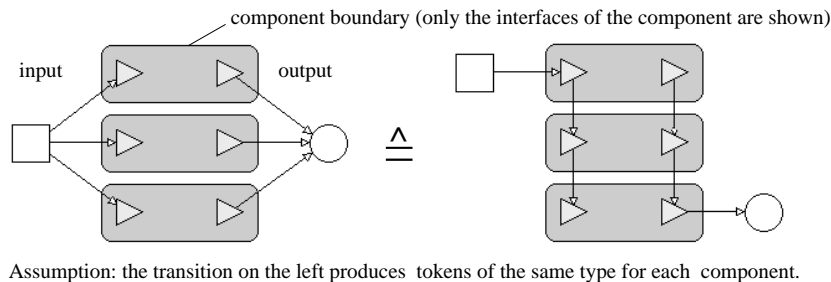 component boundary (only the interfaces of the component are shown)
input
output
≙
Assumption: the transition on the left produces tokens of the same type for each component.